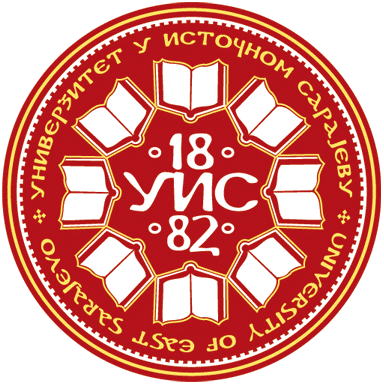 УНИВЕРЗИТЕТ У ИСТОЧНОМ САРАЈЕВУ
18
УИС
82
UNIVERSITY OF EAST SARAJEVO